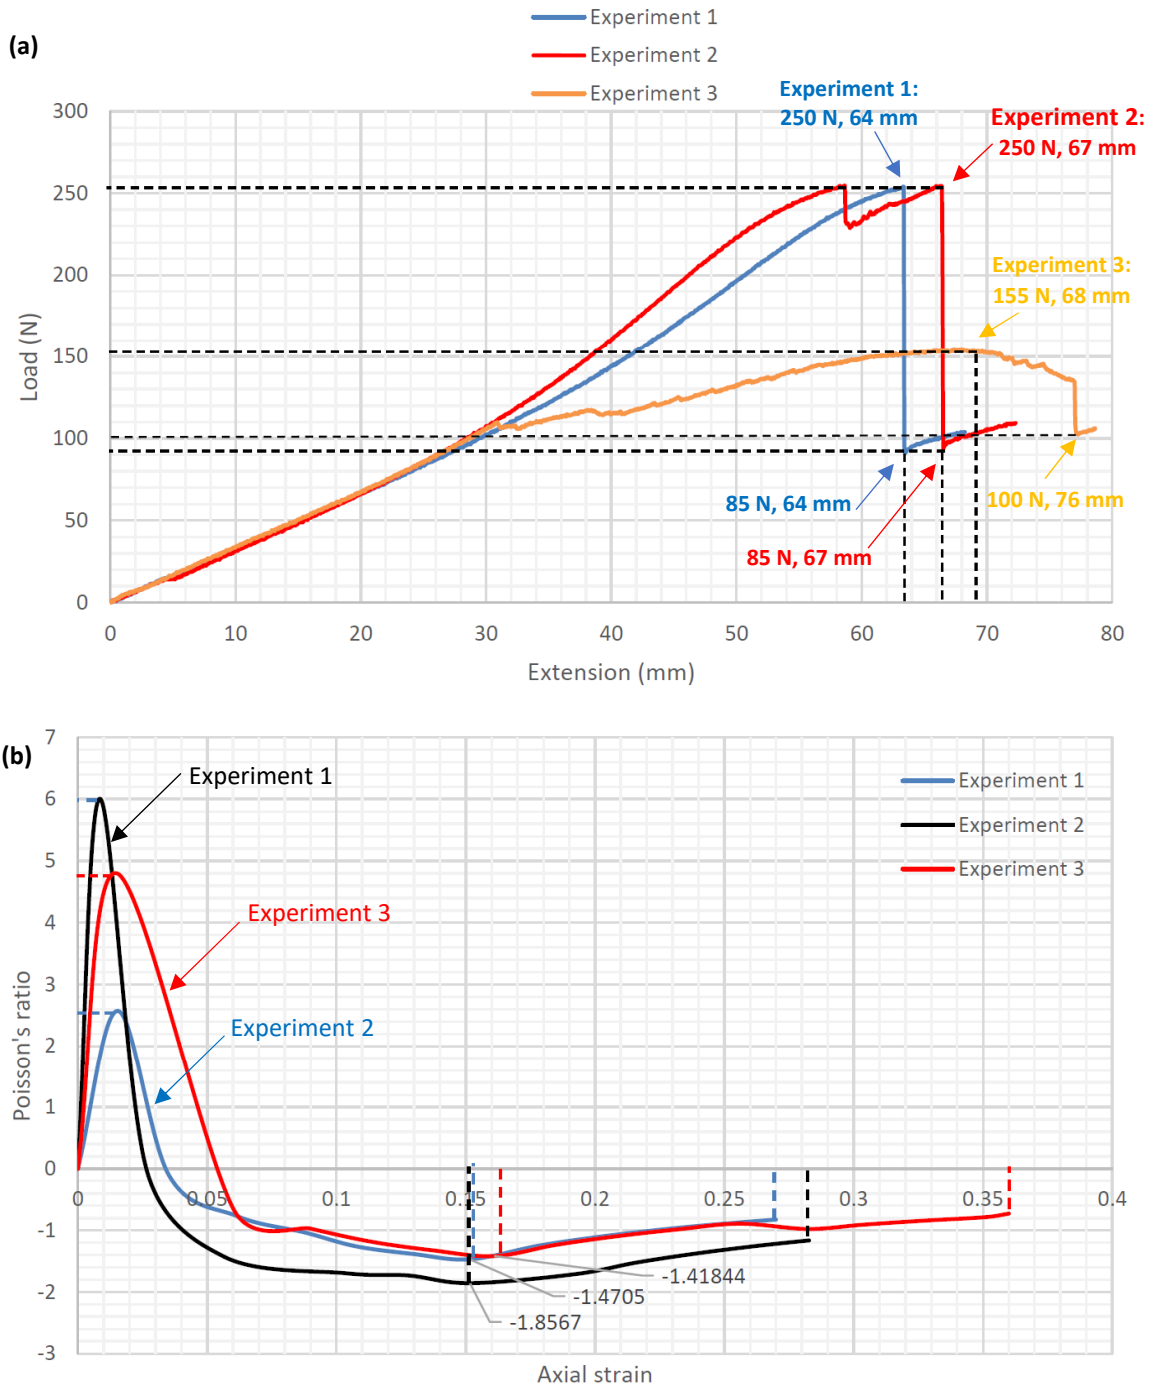 (a)
Experiment 1
Experiment 2
Experiment 3
Experiment 1:
250 N, 64 mm
Experiment 2:
250 N, 67 mm
Experiment 3:
155 N, 68 mm
85 N, 64 mm
85 N, 67 mm
100 N, 76 mm
300
250
200
150
100
50
0
Load (N)
0 10 20 30 40 50 60 70 80
Extension (mm)
(b)
7
6
5
4
3
2
1
0
-1
-2
-3
Poisson's ratio
Experiment 1
Experiment 3
Experiment 2
Experiment 1
Experiment 2
Experiment 3
0 0.05 0.1 0.15 0.2 0.25 0.3 0.35 0.4
-1.41844
-1.4705
-1.8567
Axial strain